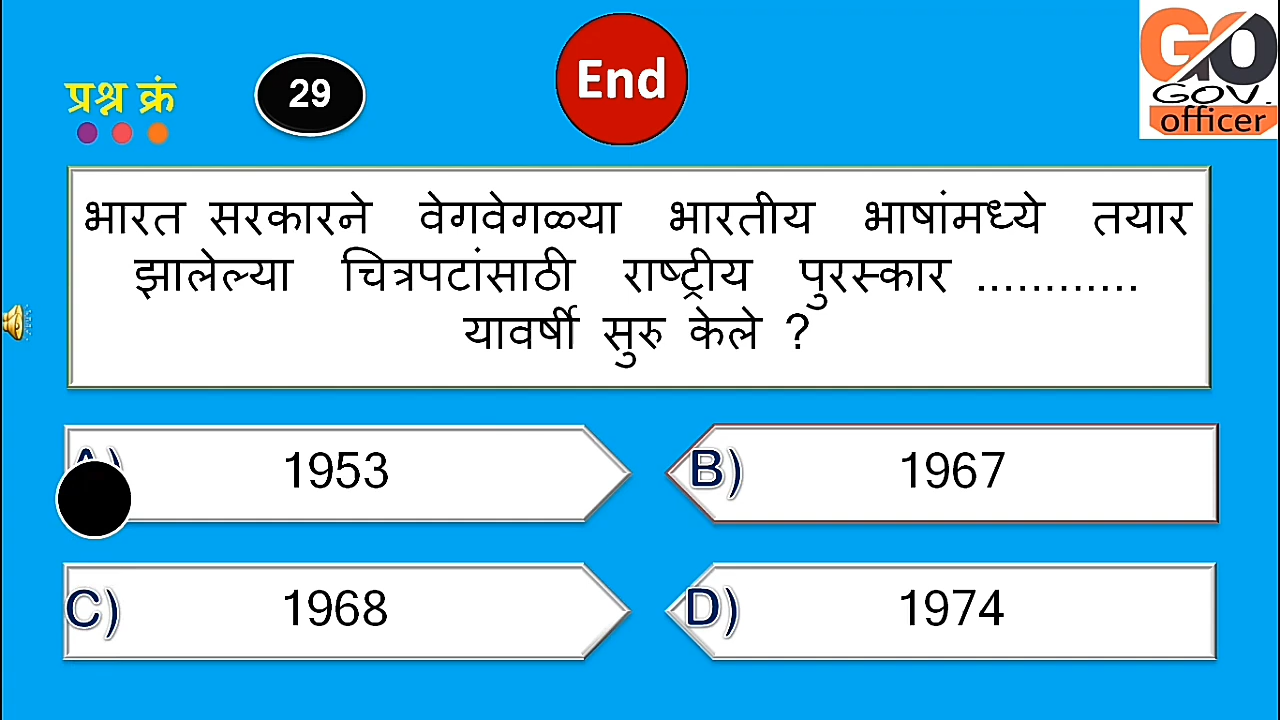 GO
GOV.
officer
End
प्रश्न क्रं 29
भारत सरकारने वेगवेगळ्या भारतीय भाषांमध्ये तयार
झालेल्या चित्रपटांसाठी राष्ट्रीय पुरस्कार ............
यावर्षी सुरु केले ?
A) 1953
B) 1967
C) 1968
D) 1974